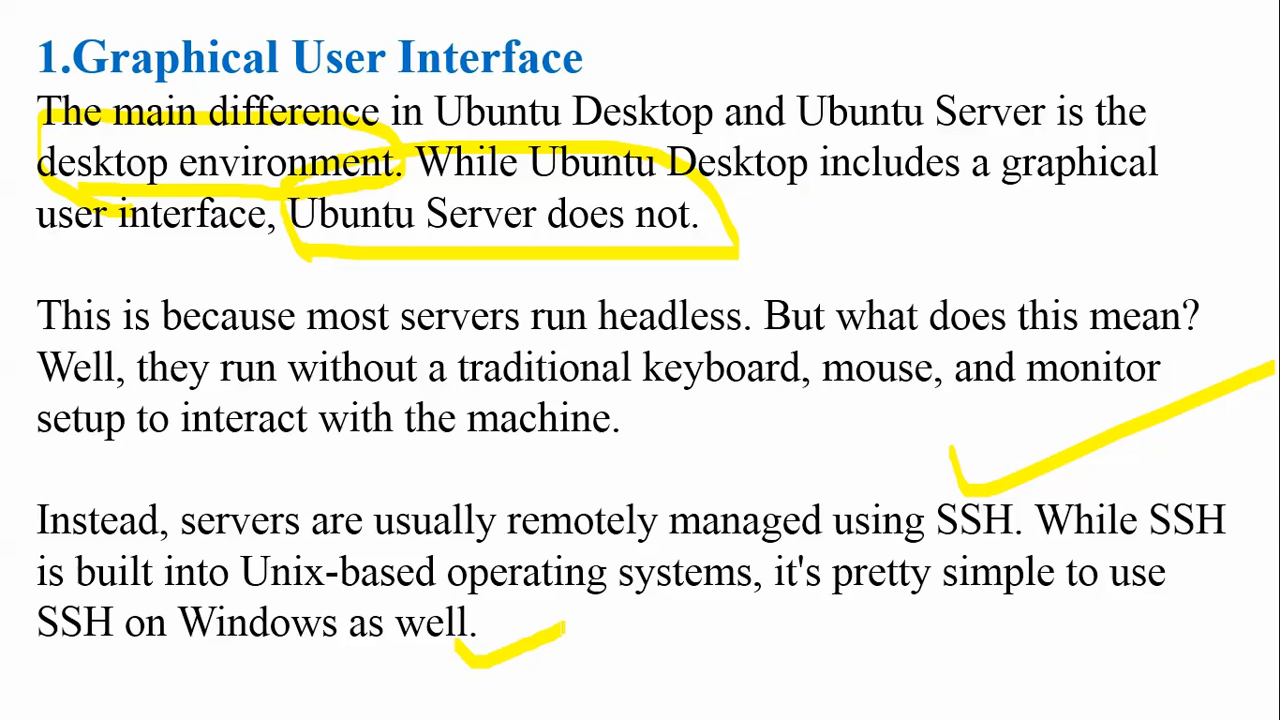 1.Graphical User Interface
The main difference in Ubuntu Desktop and Ubuntu Server is the
desktop environment. While Ubuntu Desktop includes a graphical
user interface, Ubuntu Server does not.
This is because most servers run headless. But what does this mean?
Well, they run without a traditional keyboard, mouse, and monitor
setup to interact with the machine.
Instead, servers are usually remotely managed using SSH. While SSH
is built into Unix-based operating systems, it's pretty simple to use
SSH on Windows as well.